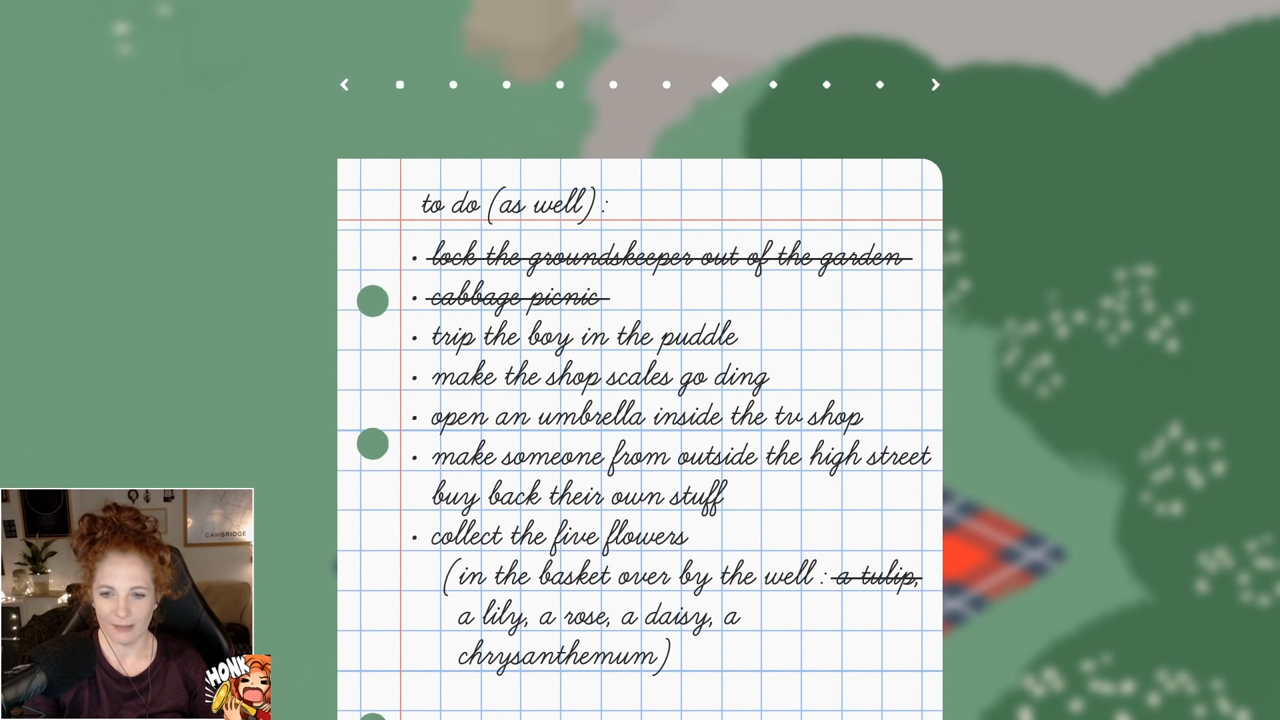 to do (as well) :
• lock the groundskeeper out of the garden
• cabbage picnic
• trip the boy in the puddle
• make the shop scales go ding
• open an umbrella inside the tv shop
• make someone from outside the high street
buy back their own stuff
• collect the five flowers
(in the basket over by the well : a tulip,
a lily, a rose, a daisy, a
chrysanthemum)
CAMBRIDGE
HONK